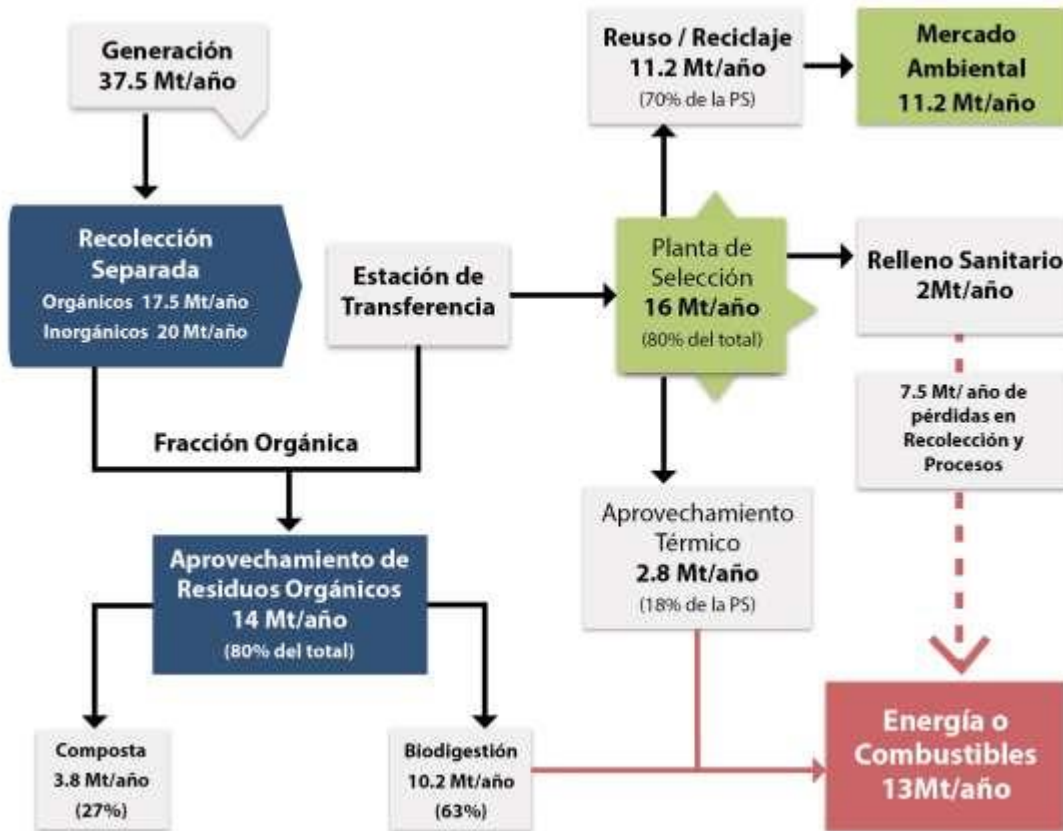 Generación
37.5 Mt/año
Recolección
Separada
Orgánicos 17.5 Mt/año
Inorgánicos 20 Mt/año
Estación de
Transferencia
Fracción Orgánica
Aprovechamiento de
Residuos Orgánicos
14 Mt/año
(80% del total)
Composta
3.8 Mt/año
(27%)
Biodigestión
10.2 Mt/año
(63%)
Reuso / Reciclaje
11.2 Mt/año
(70% de la PS)
Mercado
Ambiental
11.2 Mt/año
Planta de
Selección
16 Mt/año
(80% del total)
Relleno Sanitario
2Mt/año
7.5 Mt/ año de
pérdidas en
Recolección y
Procesos
Aprovechamiento
Térmico
2.8 Mt/año
(18% de la PS)
Energía o
Combustibles
13Mt/año